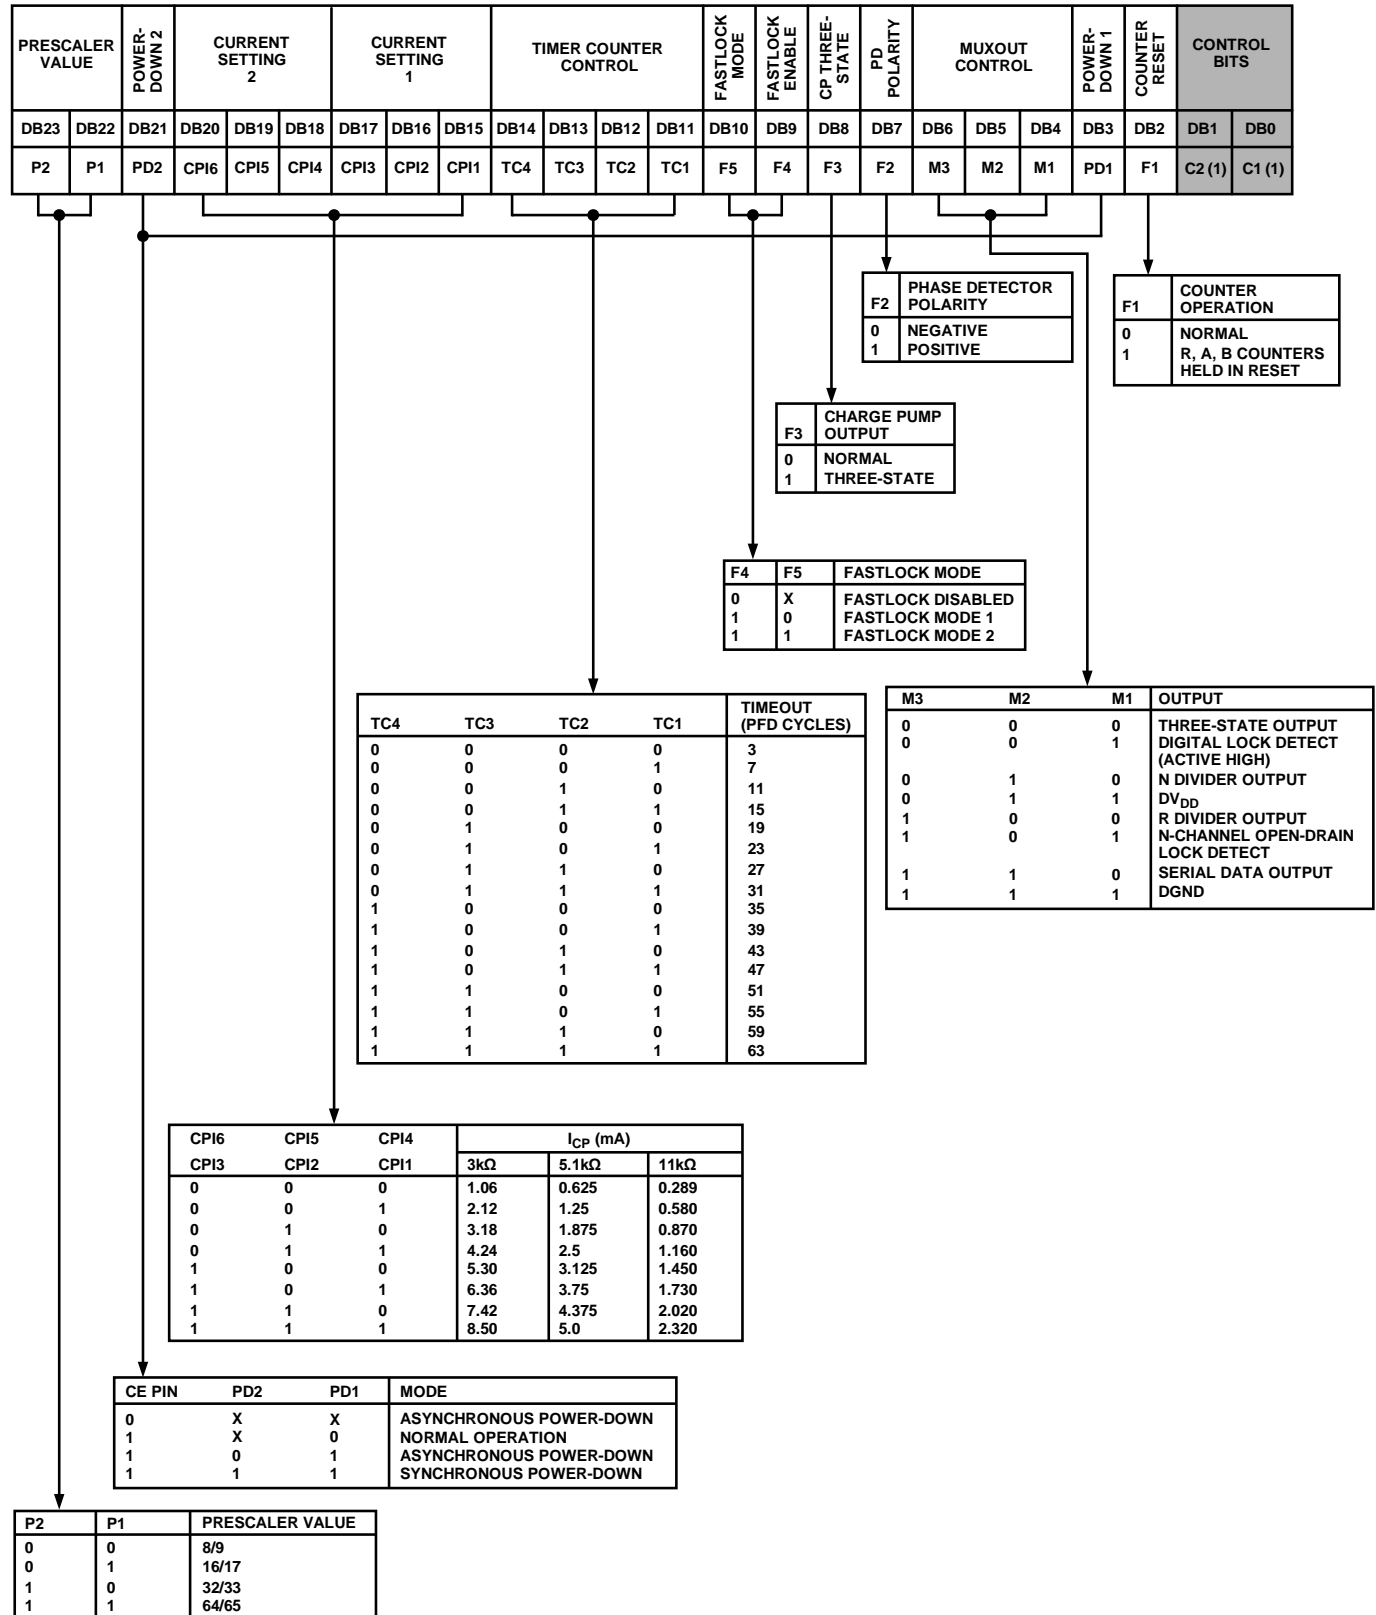 PRESCALER VALUE
POWER-DOWN 2
CURRENT SETTING 2
CURRENT SETTING 1
TIMER COUNTER CONTROL
FASTLOCK MODE
FASTLOCK ENABLE
CP THREE-STATE
PD POLARITY
MUXOUT CONTROL
POWER-DOWN 1
COUNTER RESET
CONTROL BITS
DB23 DB22 DB21 DB20 DB19 DB18 DB17 DB16 DB15 DB14 DB13 DB12 DB11 DB10 DB9 DB8 DB7 DB6 DB5 DB4 DB3 DB2 DB1 DB0
P2 P1 PD2 CPI6 CPI5 CPI4 CPI3 CPI2 CPI1 TC4 TC3 TC2 TC1 F5 F4 F3 F2 M3 M2 M1 PD1 F1 C2 (1) C1 (1)
F2 PHASE DETECTOR POLARITY
0 NEGATIVE
1 POSITIVE
F1 COUNTER OPERATION
0 NORMAL
1 R, A, B COUNTERS
HELD IN RESET
F3 CHARGE PUMP OUTPUT
0 NORMAL
1 THREE-STATE
F4 F5 FASTLOCK MODE
0 X FASTLOCK DISABLED
1 0 FASTLOCK MODE 1
1 1 FASTLOCK MODE 2
TC4 TC3 TC2 TC1 TIMEOUT (PFD CYCLES)
0 0 0 0 3
0 0 0 1 7
0 0 1 0 11
0 0 1 1 15
0 1 0 0 19
0 1 0 1 23
0 1 1 0 27
0 1 1 1 31
1 0 0 0 35
1 0 0 1 39
1 0 1 0 43
1 0 1 1 47
1 1 0 0 51
1 1 0 1 55
1 1 1 0 59
1 1 1 1 63
M3 M2 M1 OUTPUT
0 0 0 THREE-STATE OUTPUT
0 0 1 DIGITAL LOCK DETECT
(ACTIVE HIGH)
0 1 0 N DIVIDER OUTPUT
0 1 1 DVDD
1 0 0 R DIVIDER OUTPUT
1 0 1 N-CHANNEL OPEN-DRAIN
LOCK DETECT
1 1 0 SERIAL DATA OUTPUT
1 1 1 DGND
CPI6 CPI5 CPI4 ICP (mA)
CPI3 CPI2 CPI1 3kΩ 5.1kΩ 11kΩ
0 0 0 1.06 0.625 0.289
0 0 1 2.12 1.25 0.580
0 1 0 3.18 1.875 0.870
0 1 1 4.24 2.5 1.160
1 0 0 5.30 3.125 1.450
1 0 1 6.36 3.75 1.730
1 1 0 7.42 4.375 2.020
1 1 1 8.50 5.0 2.320
CE PIN PD2 PD1 MODE
0 X X ASYNCHRONOUS POWER-DOWN
1 X 0 NORMAL OPERATION
1 0 1 ASYNCHRONOUS POWER-DOWN
1 1 1 SYNCHRONOUS POWER-DOWN
P2 P1 PRESCALER VALUE
0 0 8/9
0 1 16/17
1 0 32/33
1 1 64/65